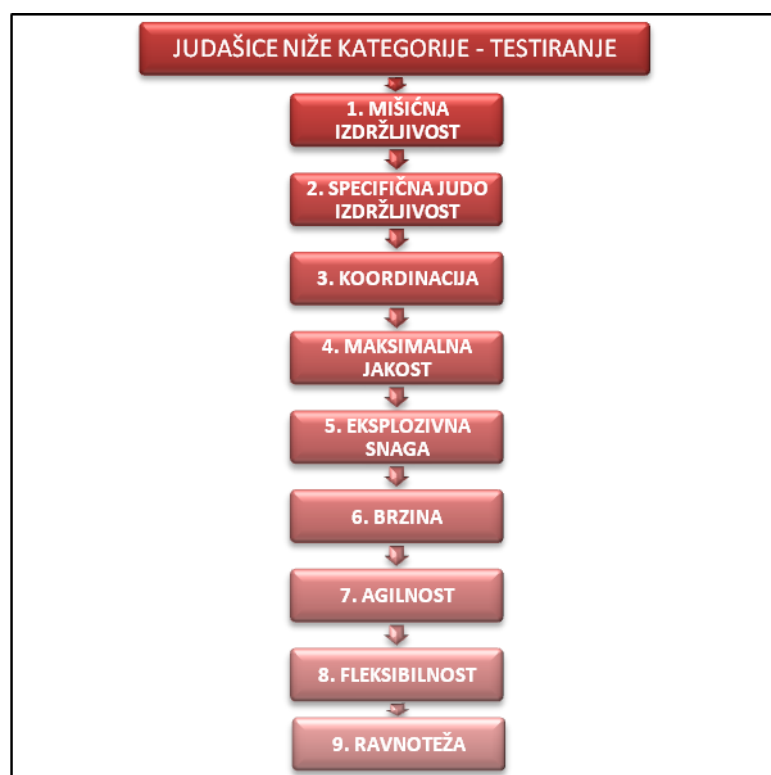 JUDAŠICE NIŽE KATEGORIJE - TESTIRANJE
1. MIŠIĆNA
IZDRŽLJIVOST
2. SPECIFIČNA JUDO
IZDRŽLJIVOST
3. KOORDINACIJA
4. MAKSIMALNA
JAKOST
5. EKSPLOZIVNA
SNAGA
6. BRZINA
7. AGILNOST
8. FLEKSIBILNOST
9. RAVNOTEŽA